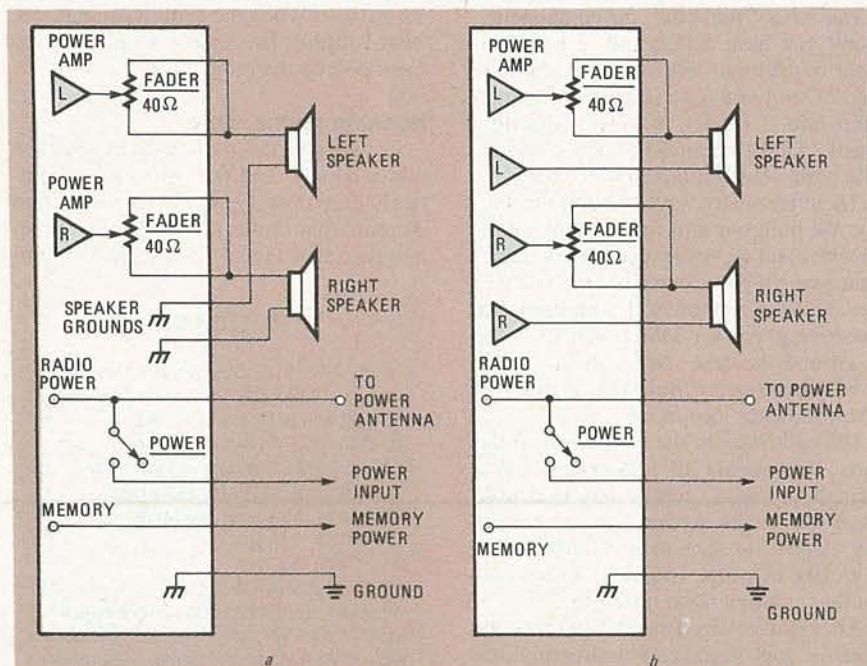 POWER
AMP
L
FADER
40Ω
LEFT
SPEAKER
POWER
AMP
R
FADER
40Ω
RIGHT
SPEAKER
SPEAKER
GROUNDS
RADIO
POWER
TO
POWER
ANTENNA
POWER
POWER
INPUT
MEMORY
MEMORY
POWER
GROUND
a
POWER
AMP
L
FADER
40Ω
L
LEFT
SPEAKER
R
FADER
40Ω
R
RIGHT
SPEAKER
RADIO
POWER
TO POWER
ANTENNA
POWER
POWER
INPUT
MEMORY
MEMORY
POWER
GROUND
b